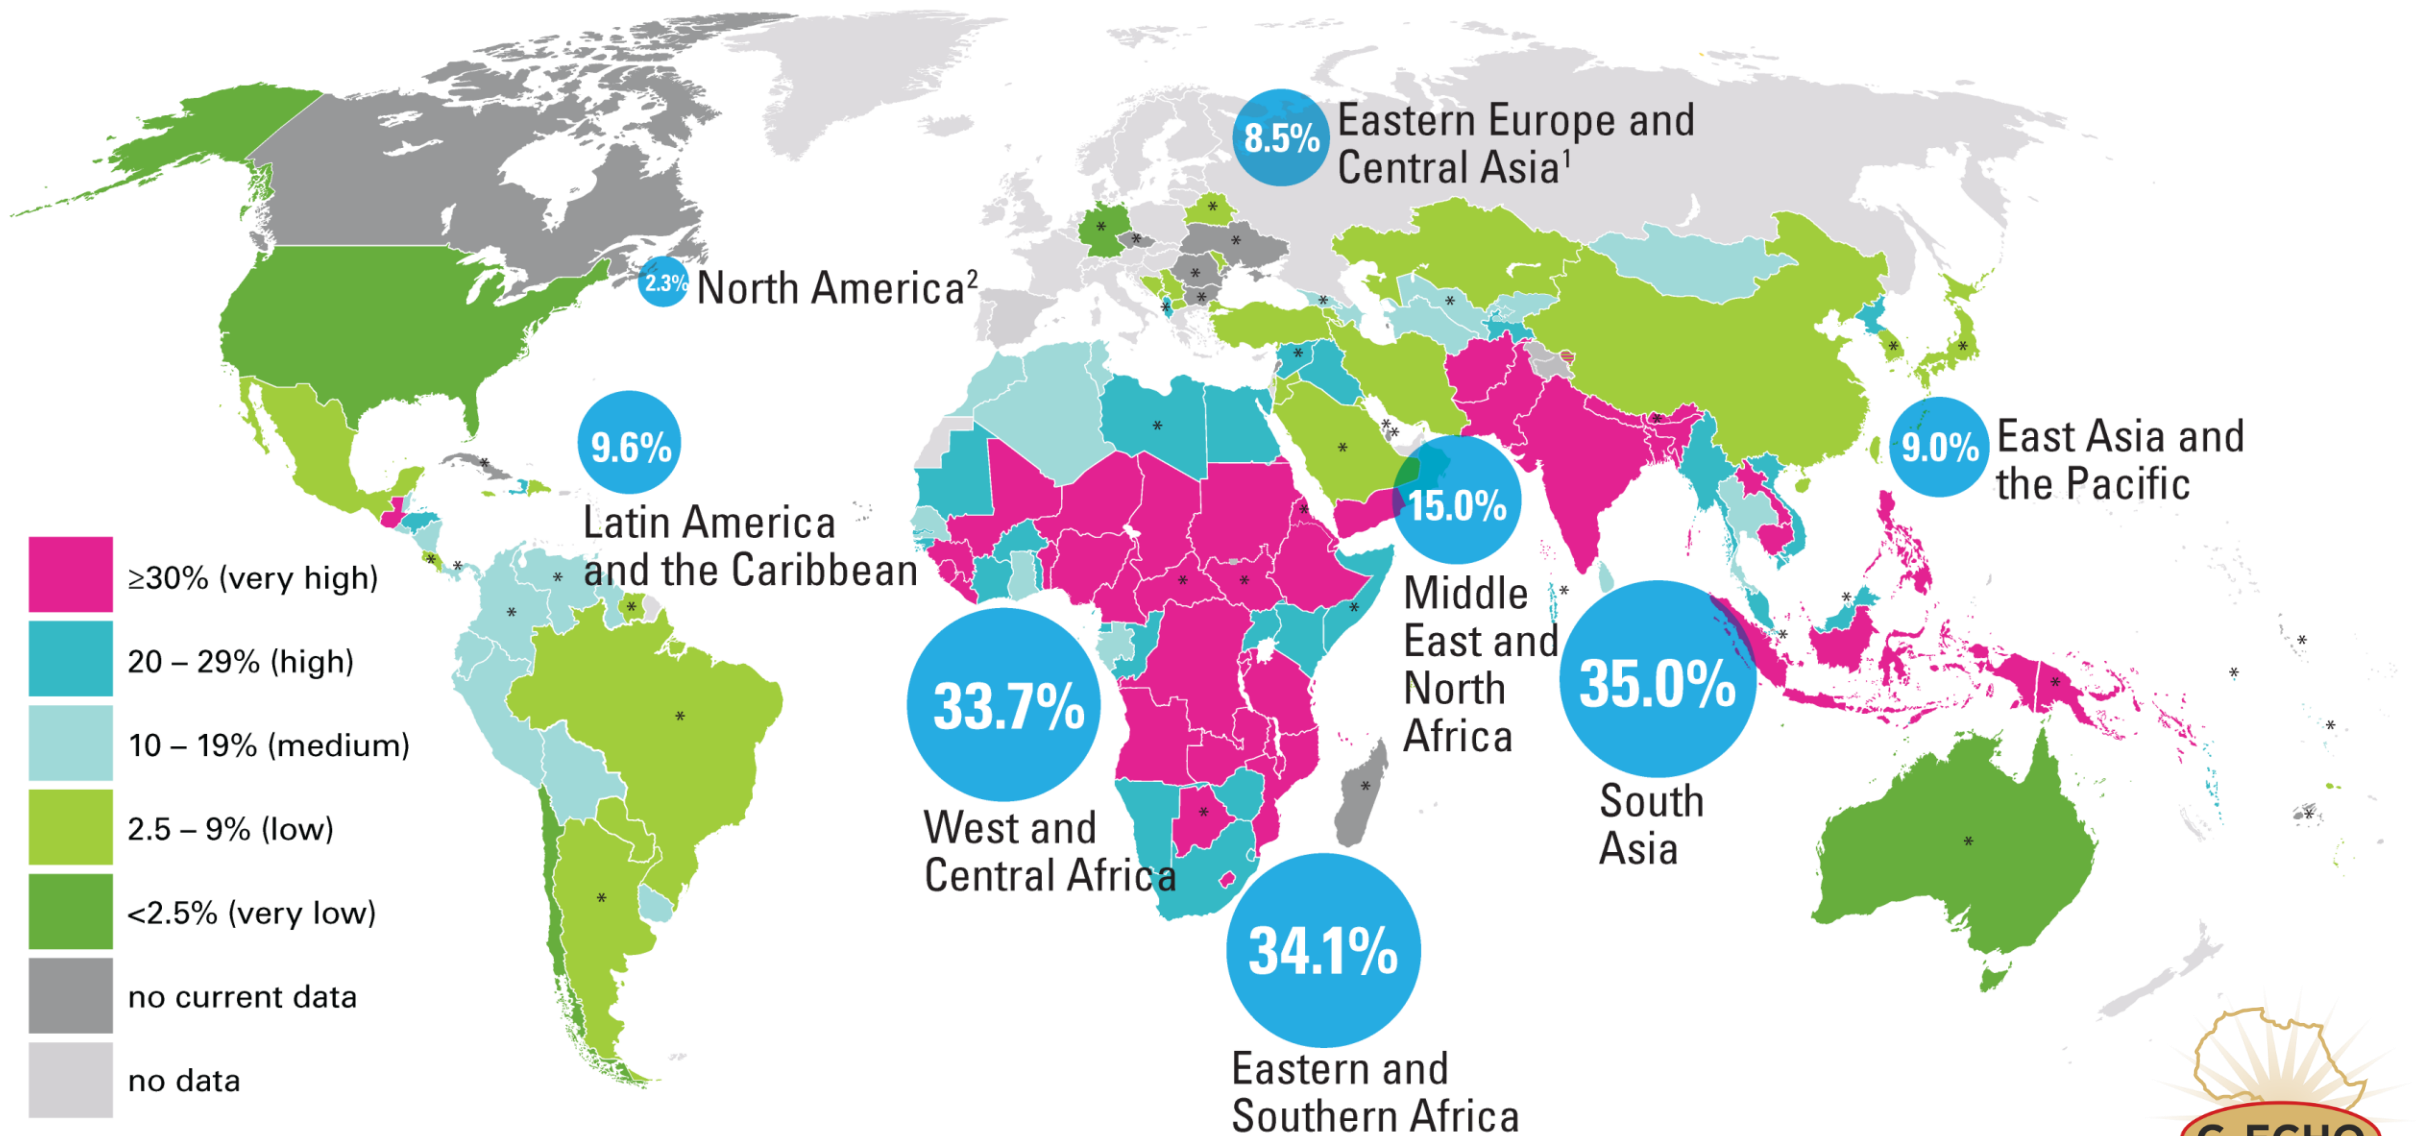 8.5%
Eastern Europe and
Central Asia¹
2.3%
North America²
9.6%
Latin America
and the Caribbean
9.0%
East Asia and
the Pacific
15.0%
Middle
East and
North
Africa
33.7%
West and
Central Africa
35.0%
South
Asia
34.1%
Eastern and
Southern Africa
≥30% (very high)
20 – 29% (high)
10 – 19% (medium)
2.5 – 9% (low)
<2.5% (very low)
no current data
no data